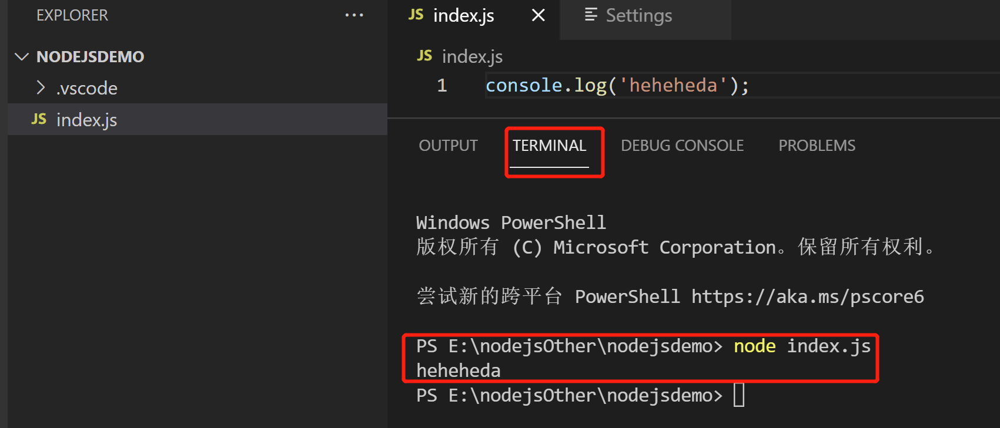 EXPLORER ...
NODEJSDEMO
.vscode
JS index.js
JS index.js
Settings
JS index.js
1 console.log('heheheda');
OUTPUT TERMINAL DEBUG CONSOLE PROBLEMS
Windows PowerShell
版权所有 (C) Microsoft Corporation。保留所有权利。
尝试新的跨平台 PowerShell https://aka.ms/pscore6
PS E:\nodejsOther\nodejsdemo> node index.js
heheheda
PS E:\nodejsOther\nodejsdemo>